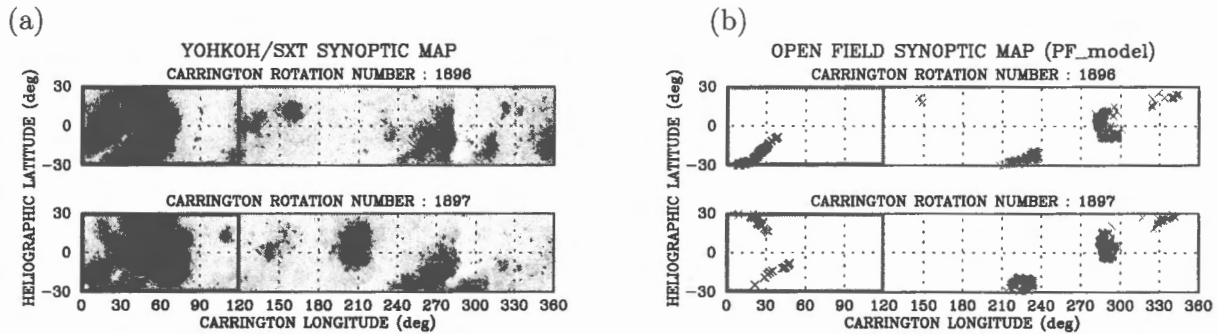 (a)
YOHKOH/SXT SYNOPTIC MAP
CARRINGTON ROTATION NUMBER : 1896
HELIOGRAPHIC LATITUDE (deg)
30
0
−30
CARRINGTON ROTATION NUMBER : 1897
30
0
−30
0 30 60 90 120 150 180 210 240 270 300 330 360
CARRINGTON LONGITUDE (deg)
(b)
OPEN FIELD SYNOPTIC MAP (PF_model)
CARRINGTON ROTATION NUMBER : 1896
HELIOGRAPHIC LATITUDE (deg)
30
0
−30
CARRINGTON ROTATION NUMBER : 1897
30
0
−30
0 30 60 90 120 150 180 210 240 270 300 330 360
CARRINGTON LONGITUDE (deg)